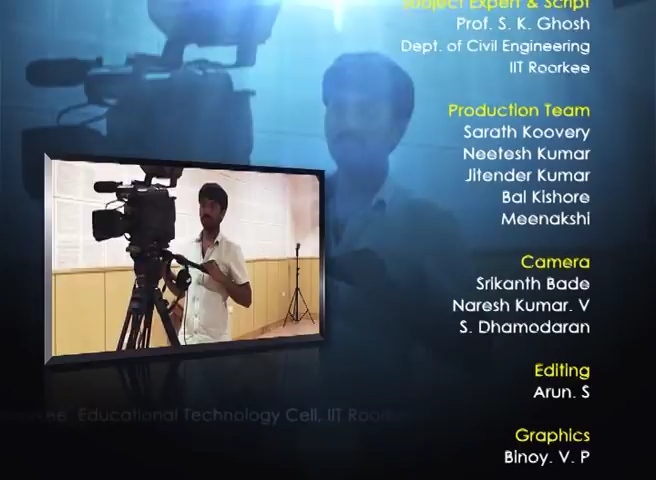 Subject Expert & Script
Prof. S. K. Ghosh
Dept. of Civil Engineering
IIT Roorkee
Production Team
Sarath Koovery
Neetesh Kumar
Jitender Kumar
Bal Kishore
Meenakshi
Camera
Srikanth Bade
Naresh Kumar. V
S. Dhamodaran
Editing
Arun. S
Educational Technology Cell, IIT Roorkee
Graphics
Binoy. V. P